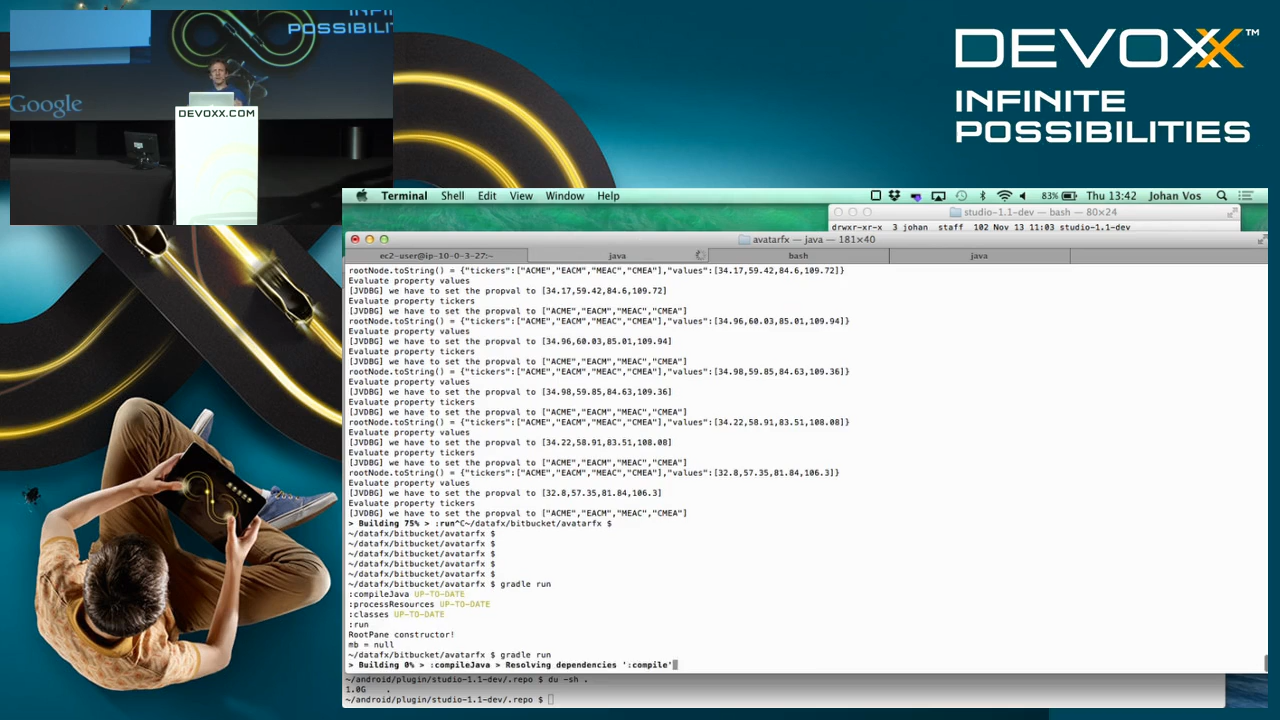 INFIN
POSSIBILIT
Google
DEVOXX.COM
DEVOXX™
INFINITE
POSSIBILITIES
Terminal Shell Edit View Window Help 83% Thu 13:42 Johan Vos
studio-1.1-dev — bash — 80×24
drwxr-xr-x 3 johan staff 102 Nov 13 11:03 studio-1.1-dev
avatarfx — java — 181×40
ec2-user@ip-10-0-3-27:~ java bash java
rootNode.toString() = {"tickers":["ACME","EACM","MEAC","CMEA"],"values":[34.17,59.42,84.6,109.72]}
Evaluate property values
[JVDBG] we have to set the propval to [34.17,59.42,84.6,109.72]
Evaluate property tickers
[JVDBG] we have to set the propval to ["ACME","EACM","MEAC","CMEA"]
rootNode.toString() = {"tickers":["ACME","EACM","MEAC","CMEA"],"values":[34.96,60.03,85.01,109.94]}
Evaluate property values
[JVDBG] we have to set the propval to [34.96,60.03,85.01,109.94]
Evaluate property tickers
[JVDBG] we have to set the propval to ["ACME","EACM","MEAC","CMEA"]
rootNode.toString() = {"tickers":["ACME","EACM","MEAC","CMEA"],"values":[34.98,59.85,84.63,109.36]}
Evaluate property values
[JVDBG] we have to set the propval to [34.98,59.85,84.63,109.36]
Evaluate property tickers
[JVDBG] we have to set the propval to ["ACME","EACM","MEAC","CMEA"]
rootNode.toString() = {"tickers":["ACME","EACM","MEAC","CMEA"],"values":[34.22,58.91,83.51,108.08]}
Evaluate property values
[JVDBG] we have to set the propval to [34.22,58.91,83.51,108.08]
Evaluate property tickers
[JVDBG] we have to set the propval to ["ACME","EACM","MEAC","CMEA"]
rootNode.toString() = {"tickers":["ACME","EACM","MEAC","CMEA"],"values":[32.8,57.35,81.84,106.3]}
Evaluate property values
[JVDBG] we have to set the propval to [32.8,57.35,81.84,106.3]
Evaluate property tickers
[JVDBG] we have to set the propval to ["ACME","EACM","MEAC","CMEA"]
> Building 75% > :run^C~/datafx/bitbucket/avatarfx $
~/datafx/bitbucket/avatarfx $
~/datafx/bitbucket/avatarfx $
~/datafx/bitbucket/avatarfx $
~/datafx/bitbucket/avatarfx $
~/datafx/bitbucket/avatarfx $
~/datafx/bitbucket/avatarfx $ gradle run
:compileJava UP-TO-DATE
:processResources UP-TO-DATE
:classes UP-TO-DATE
:run
RootPane constructor!
mb = null
~/datafx/bitbucket/avatarfx $ gradle run
> Building 0% > :compileJava > Resolving dependencies ':compile'
~/android/plugin/studio-1.1-dev/.repo $ du -sh .
1.0G .
~/android/plugin/studio-1.1-dev/.repo $